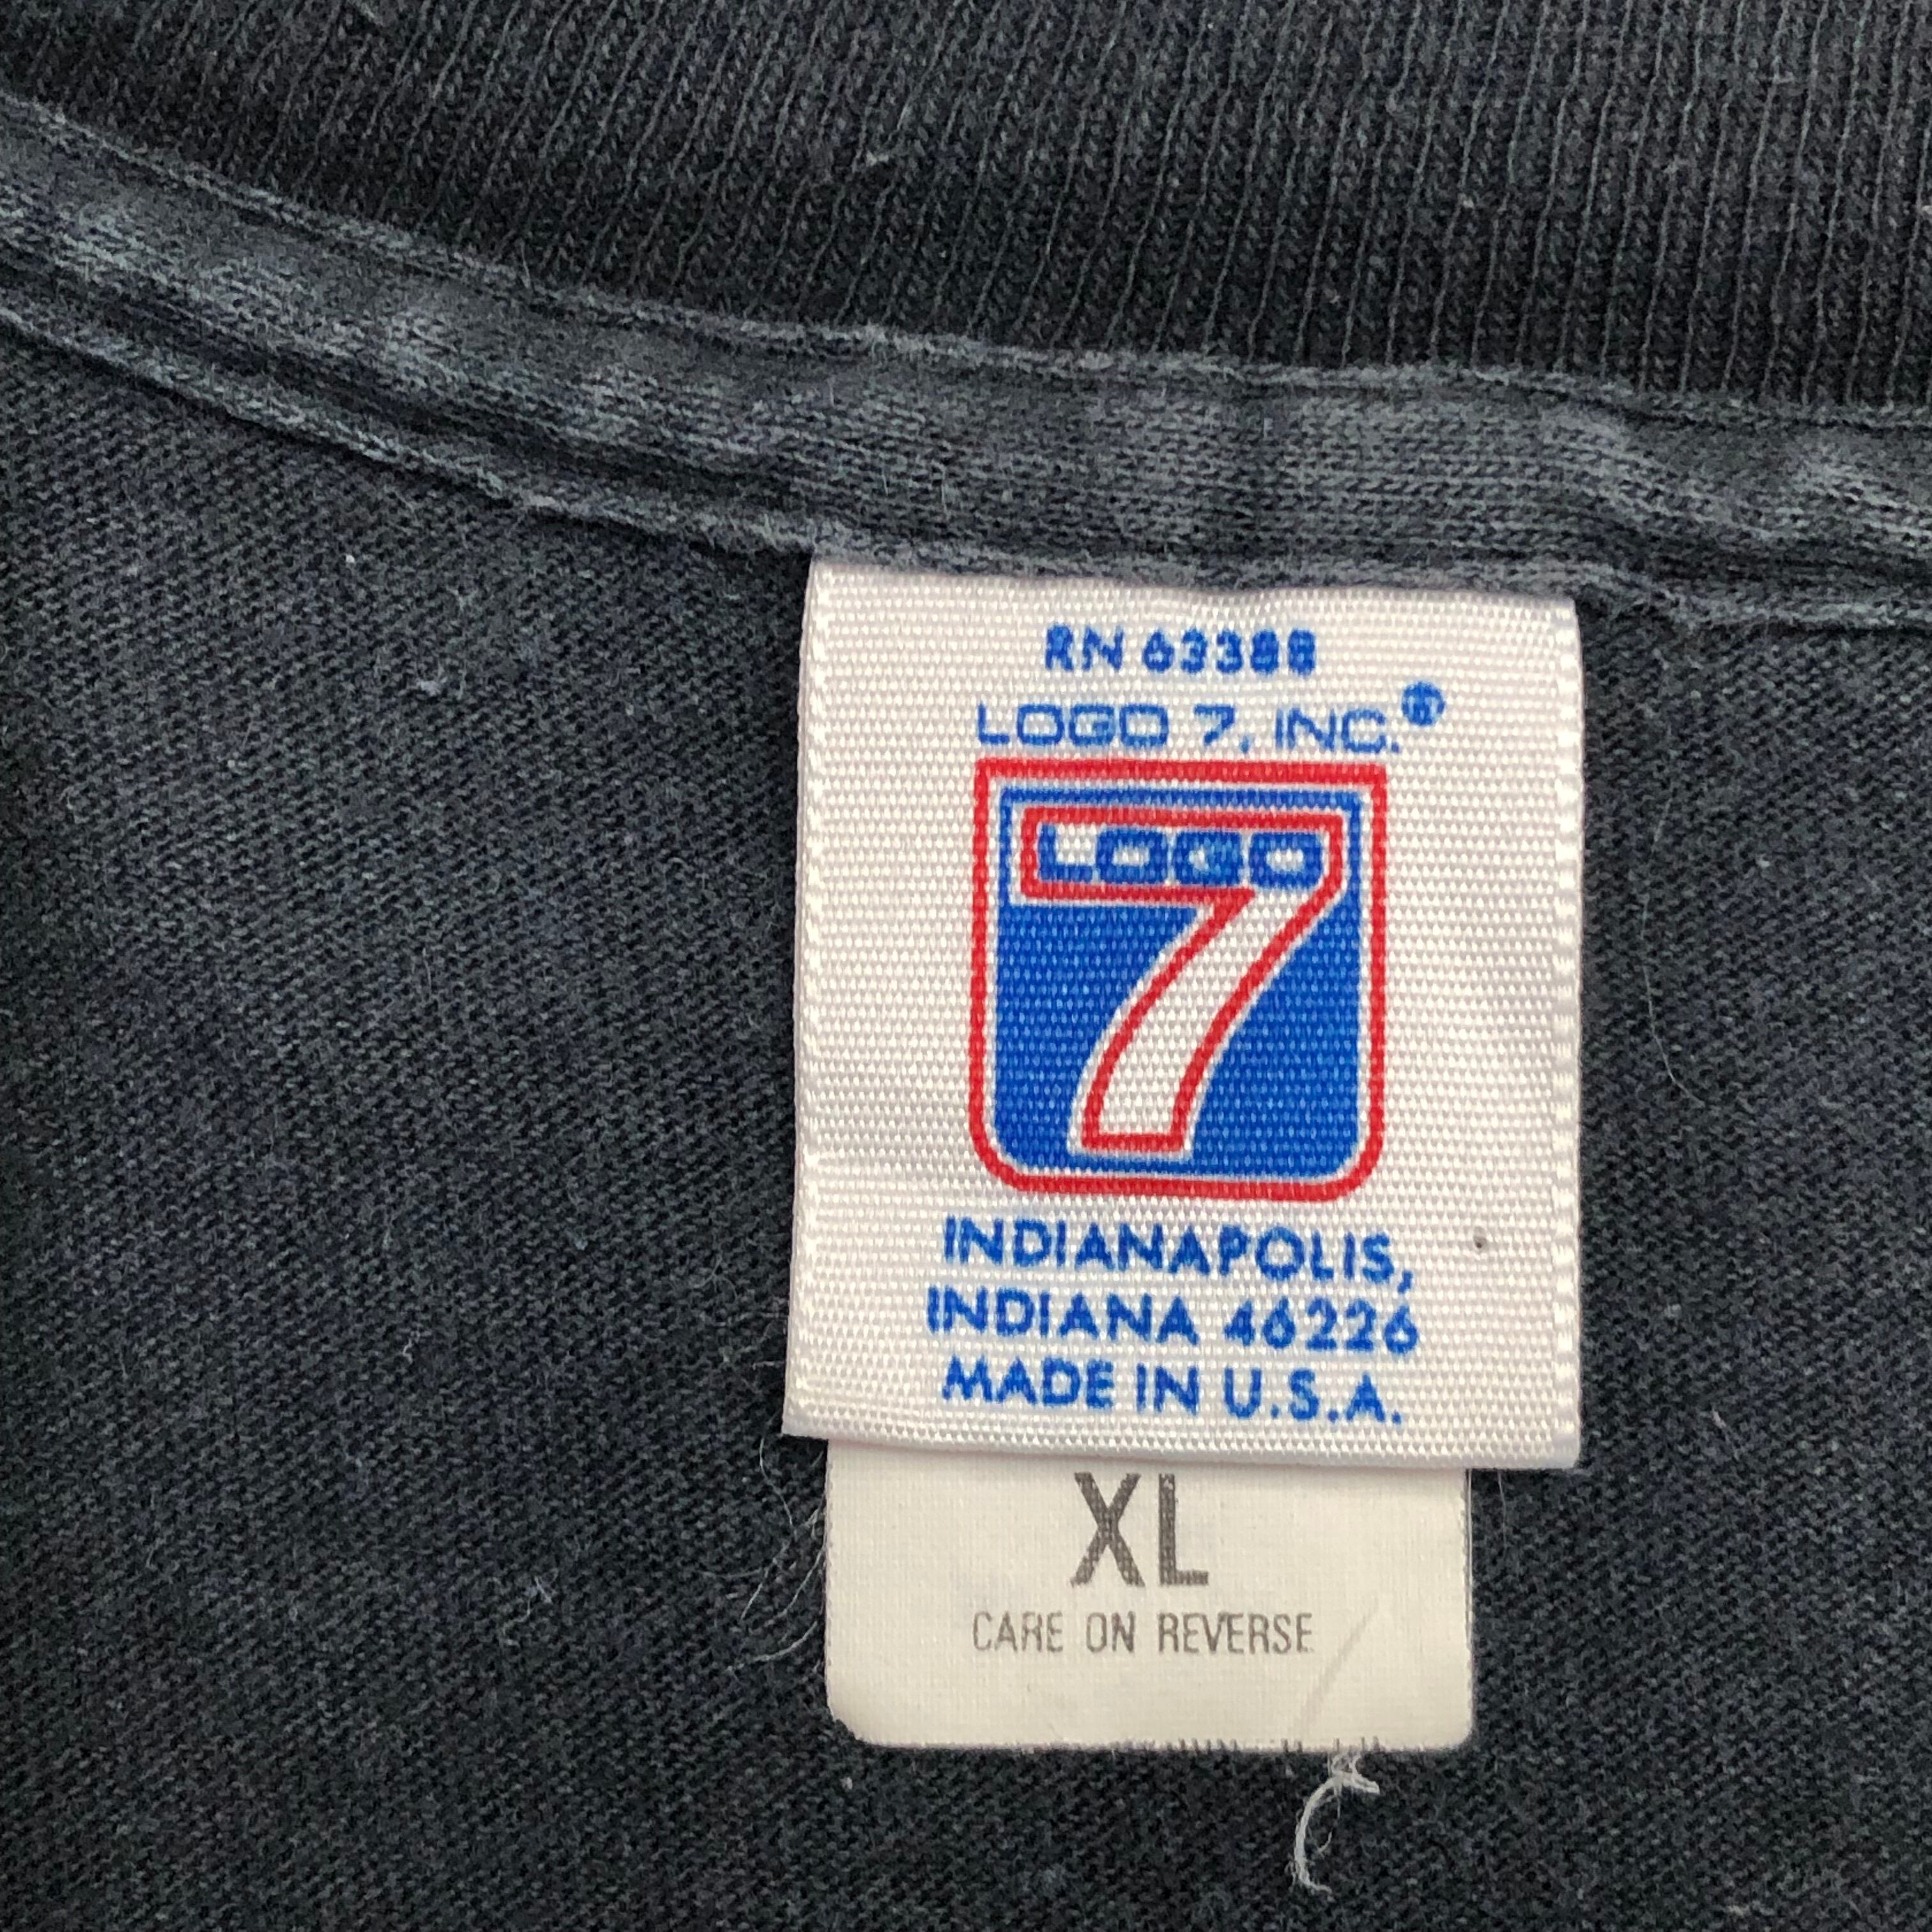 RN 63388
LOGO 7, INC.®
LOGO
7
INDIANAPOLIS,
INDIANA 46226
MADE IN U.S.A.
XL
CARE ON REVERSE